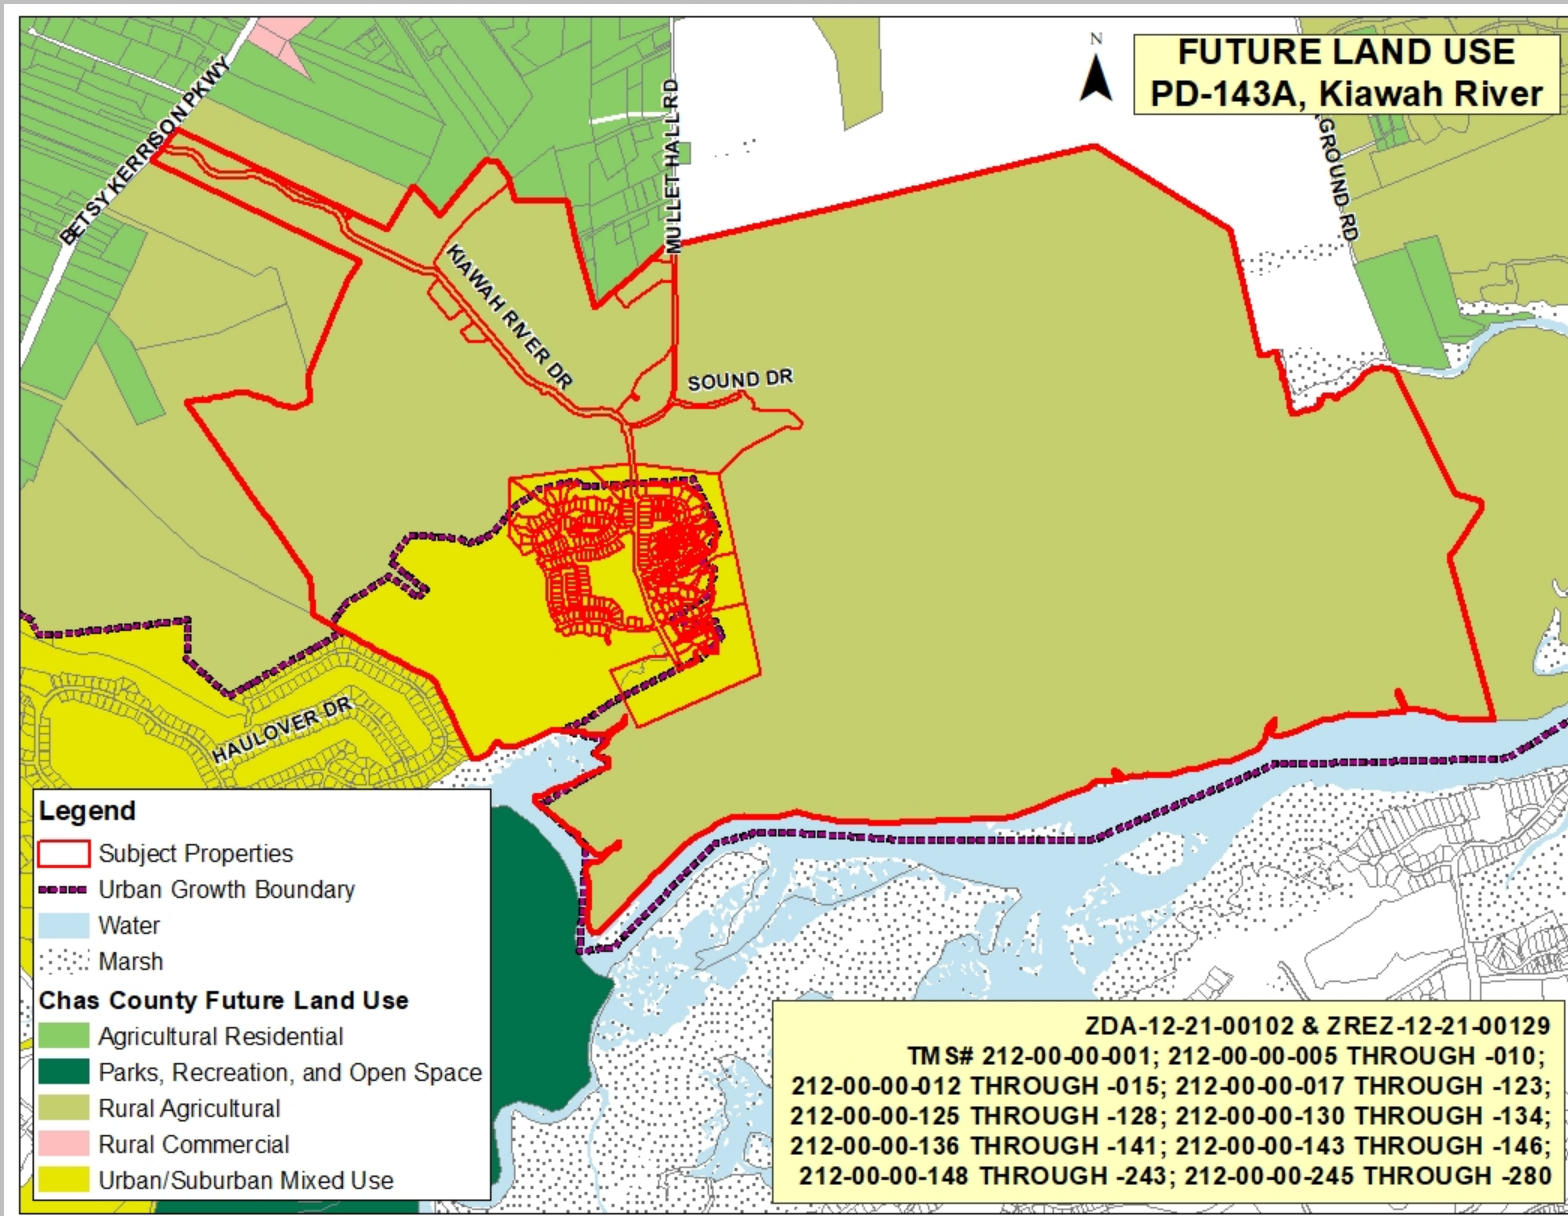 FUTURE LAND USE
PD-143A, Kiawah River
N
BETSY KERRISON PKWY
MULLET HALL RD
GROUND RD
KIAWAH RIVER DR
SOUND DR
HAULOVER DR
Legend
Subject Properties
Urban Growth Boundary
Water
Marsh
Chas County Future Land Use
Agricultural Residential
Parks, Recreation, and Open Space
Rural Agricultural
Rural Commercial
Urban/Suburban Mixed Use
ZDA-12-21-00102 & ZREZ-12-21-00129
TMS# 212-00-00-001; 212-00-00-005 THROUGH -010;
212-00-00-012 THROUGH -015; 212-00-00-017 THROUGH -123;
212-00-00-125 THROUGH -128; 212-00-00-130 THROUGH -134;
212-00-00-136 THROUGH -141; 212-00-00-143 THROUGH -146;
212-00-00-148 THROUGH -243; 212-00-00-245 THROUGH -280